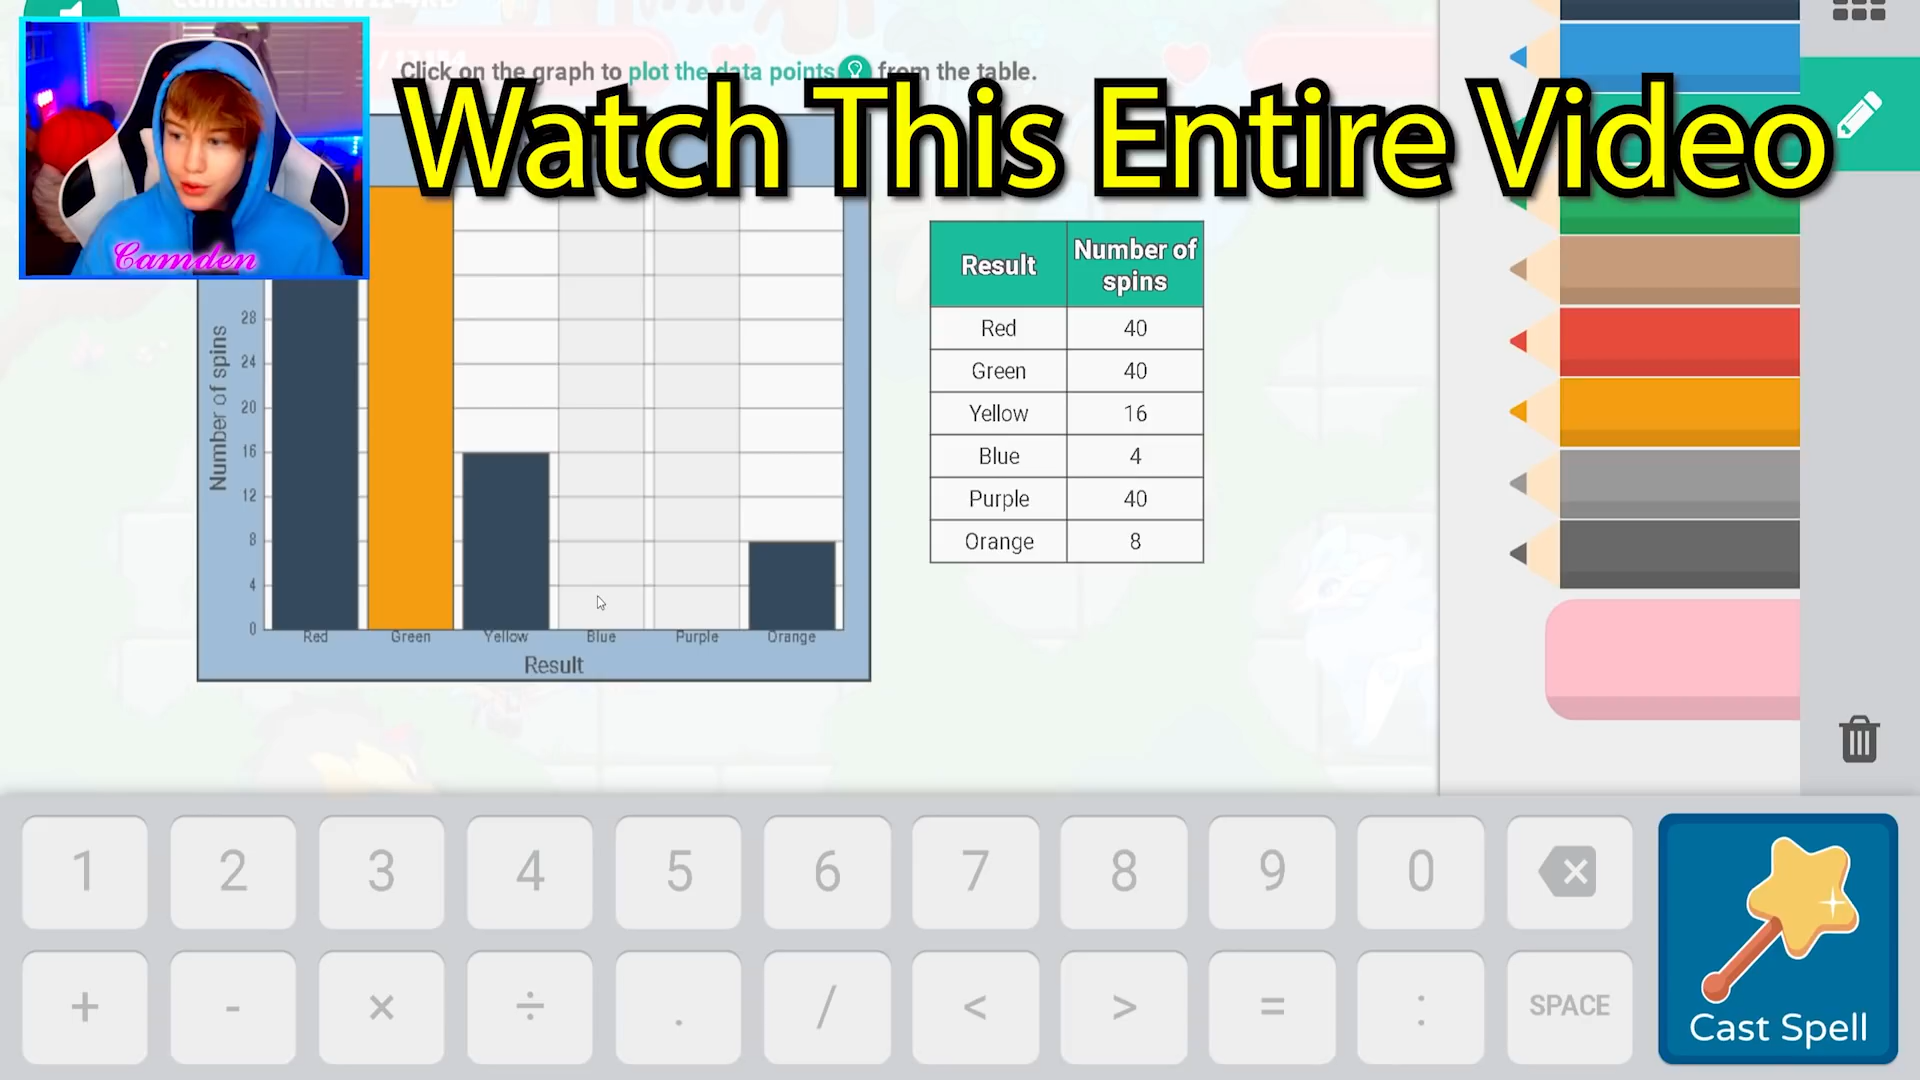 Click on the graph to plot the data points from the table.
Watch This Entire Video
Camden
Number of spins
28
24
20
16
12
8
4
0
Red Green Yellow Blue Purple Orange
Result
Result Number of spins
Red 40
Green 40
Yellow 16
Blue 4
Purple 40
Orange 8
1 2 3 4 5 6 7 8 9 0
+ - × ÷ . / < > = : SPACE
Cast Spell